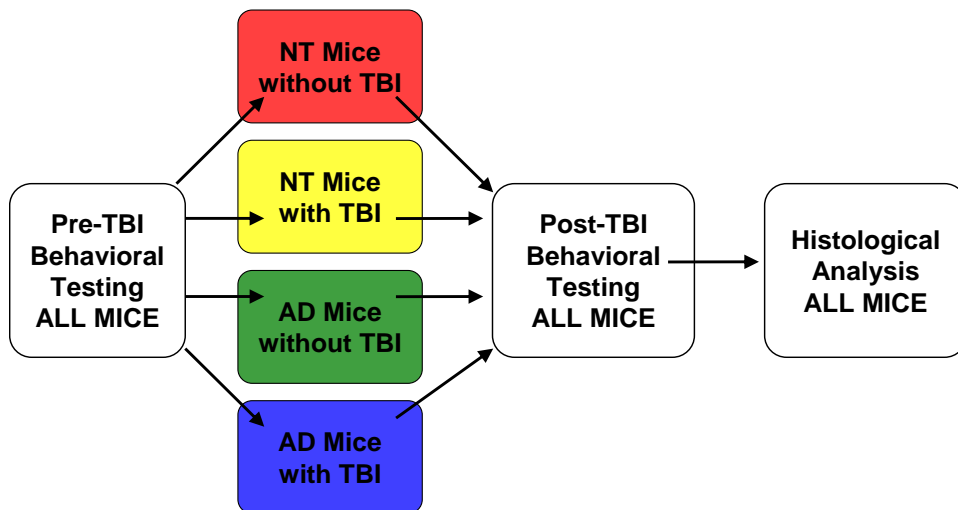 Pre-TBI
Behavioral
Testing
ALL MICE
NT Mice
without TBI
NT Mice
with TBI
AD Mice
without TBI
AD Mice
with TBI
Post-TBI
Behavioral
Testing
ALL MICE
Histological
Analysis
ALL MICE